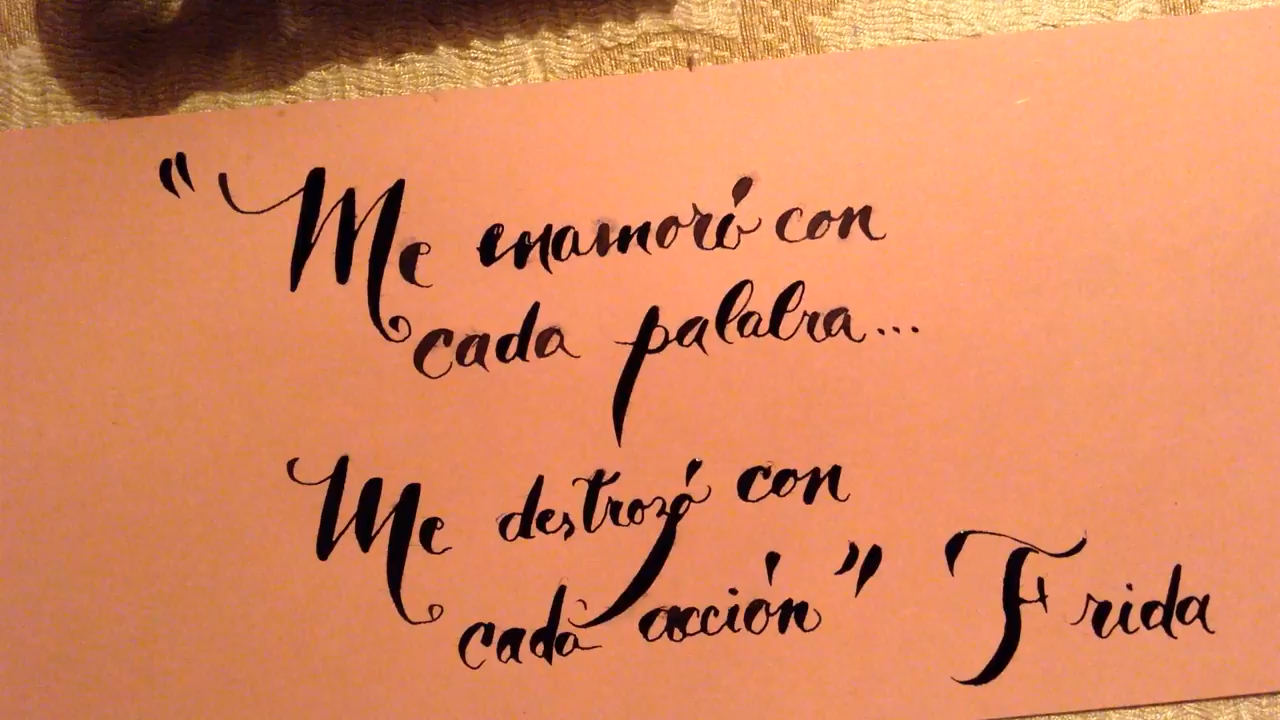 "Me enamoró con
cada palabra...
Me destrozó con
cada acción" Frida